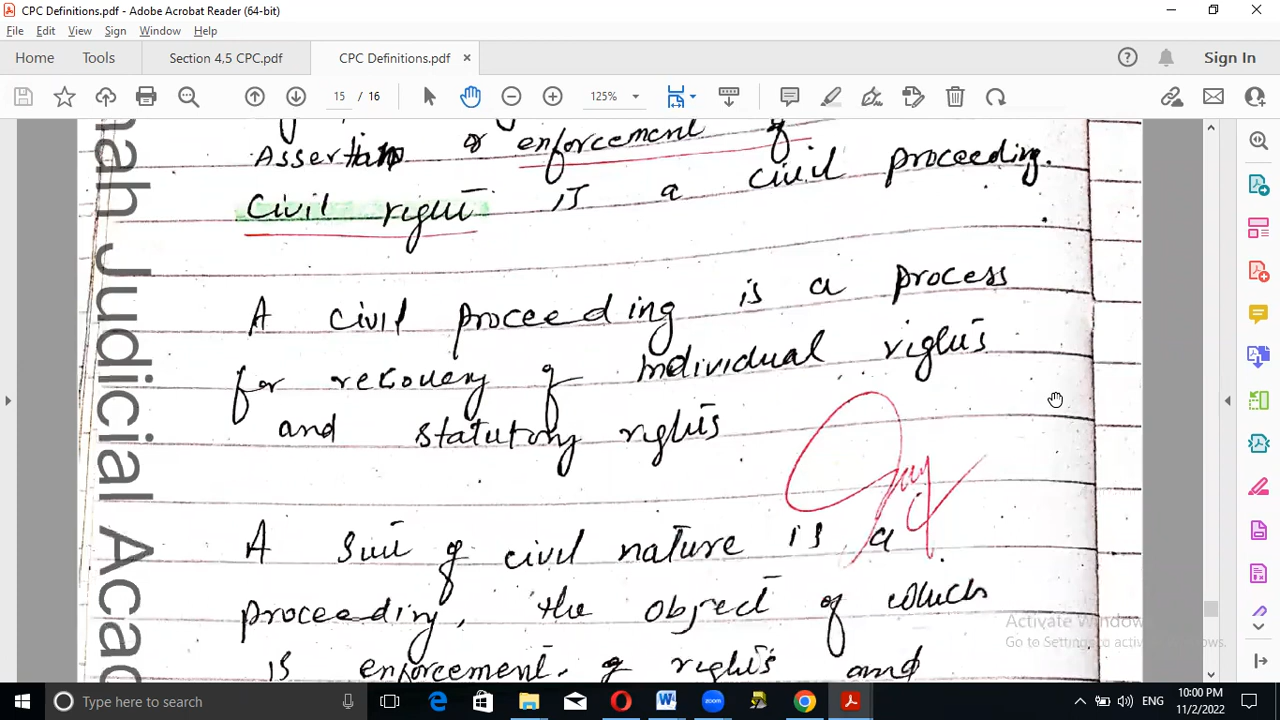 CPC Definitions.pdf - Adobe Acrobat Reader (64-bit)
File Edit View Sign Window Help
Home Tools Section 4,5 CPC.pdf CPC Definitions.pdf × Sign In
15 / 16 125%
Assertion or enforcement of
Civil right is a civil proceeding.
A civil proceeding is a process
for recovery of individual rights
and statutory rights
A suit of civil nature is a
proceeding, the object of which
is enforcement of rights and
nah Judicial Acad
Activate Windows
Go to Settings to activate Windows.
Type here to search
ENG
10:00 PM
11/2/2022